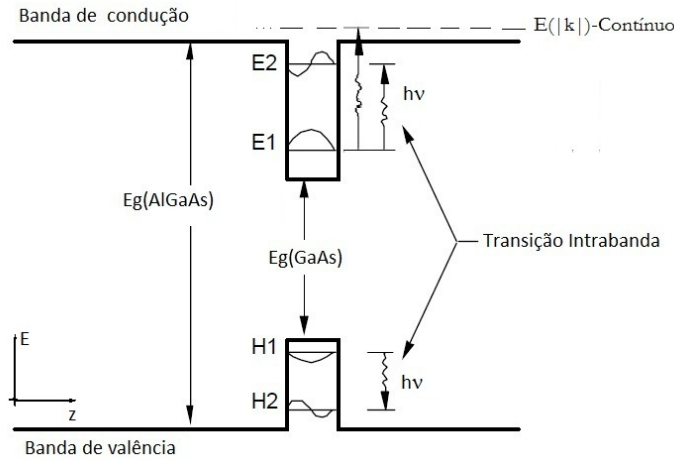 Banda de condução
E(|k|)-Contínuo
E2
hν
E1
Eg(AlGaAs)
Transição Intrabanda
Eg(GaAs)
E
H1
hν
H2
z
Banda de valência